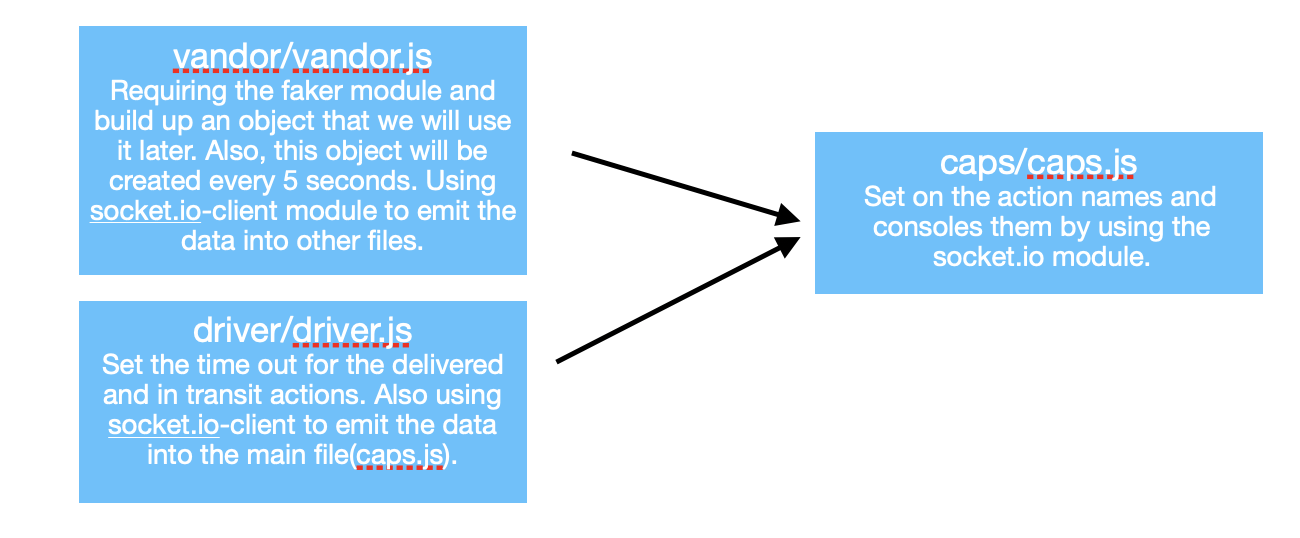 vandor/vandor.js
Requiring the faker module and
build up an object that we will use
it later. Also, this object will be
created every 5 seconds. Using
socket.io-client module to emit the
data into other files.
caps/caps.js
Set on the action names and
consoles them by using the
socket.io module.
driver/driver.js
Set the time out for the delivered
and in transit actions. Also using
socket.io-client to emit the data
into the main file(caps.js).